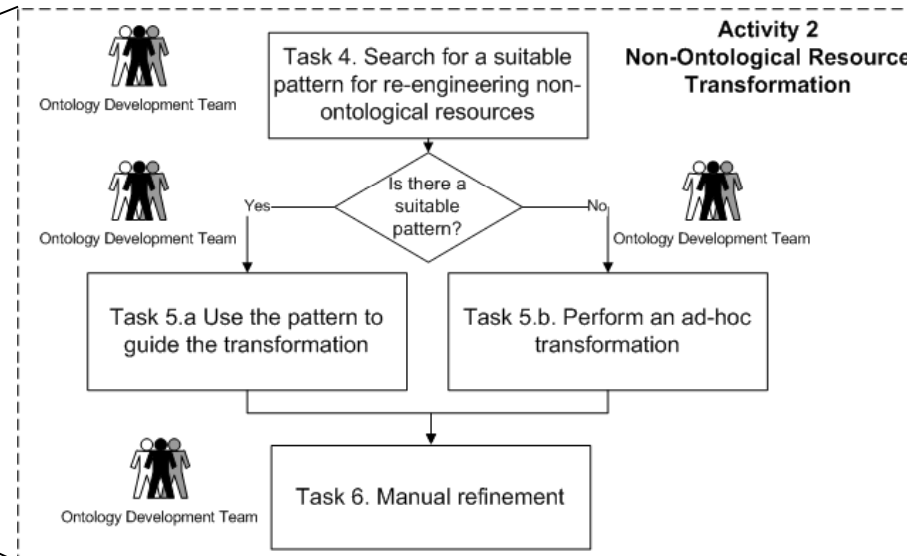 Activity 2
Non-Ontological Resource
Transformation
Task 4. Search for a suitable
pattern for re-engineering non-
ontological resources
Ontology Development Team
Is there a
suitable
pattern?
Yes
No
Ontology Development Team
Ontology Development Team
Task 5.a Use the pattern to
guide the transformation
Task 5.b. Perform an ad-hoc
transformation
Task 6. Manual refinement
Ontology Development Team